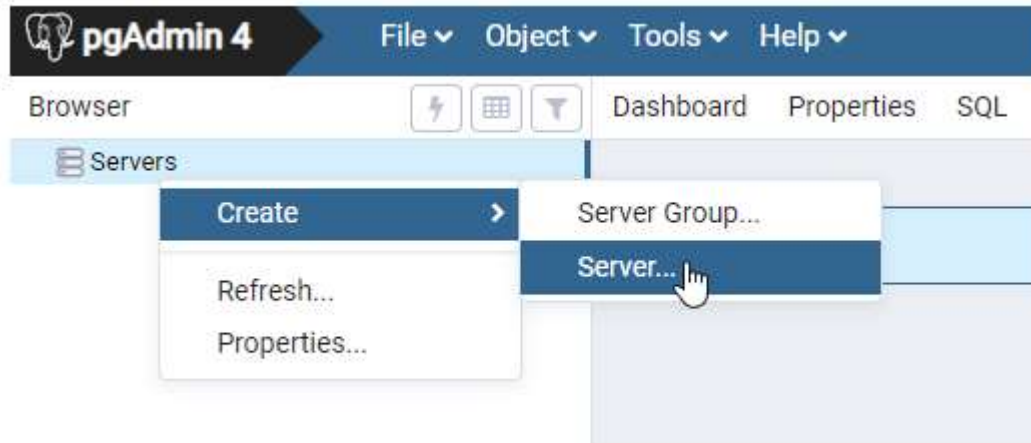 pgAdmin 4 File Object Tools Help
Browser Dashboard Properties SQL
Servers
Create Server Group...
Server...
Refresh...
Properties...